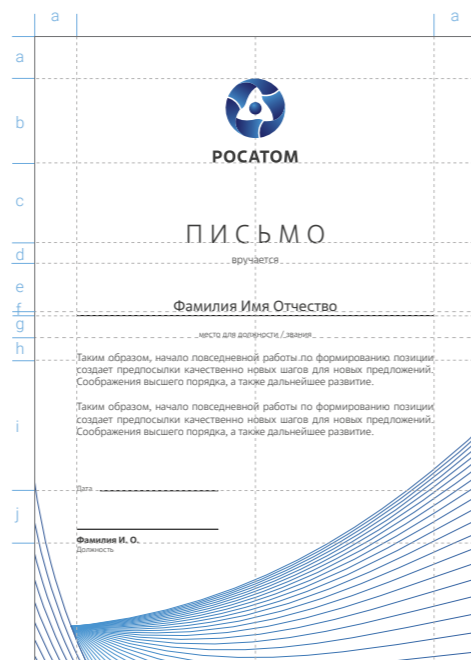 a a
a
b
РОСАТОМ
c
ПИСЬМО
d
вручается
e
Фамилия Имя Отчество
f
g
место для должности / звания
h
Таким образом, начало повседневной работы по формированию позиции
создает предпосылки качественно новых шагов для новых предложений.
Соображения высшего порядка, а также дальнейшее развитие.
Таким образом, начало повседневной работы по формированию позиции
создает предпосылки качественно новых шагов для новых предложений.
i
Соображения высшего порядка, а также дальнейшее развитие.
Дата
j
Фамилия И. О.
Должность